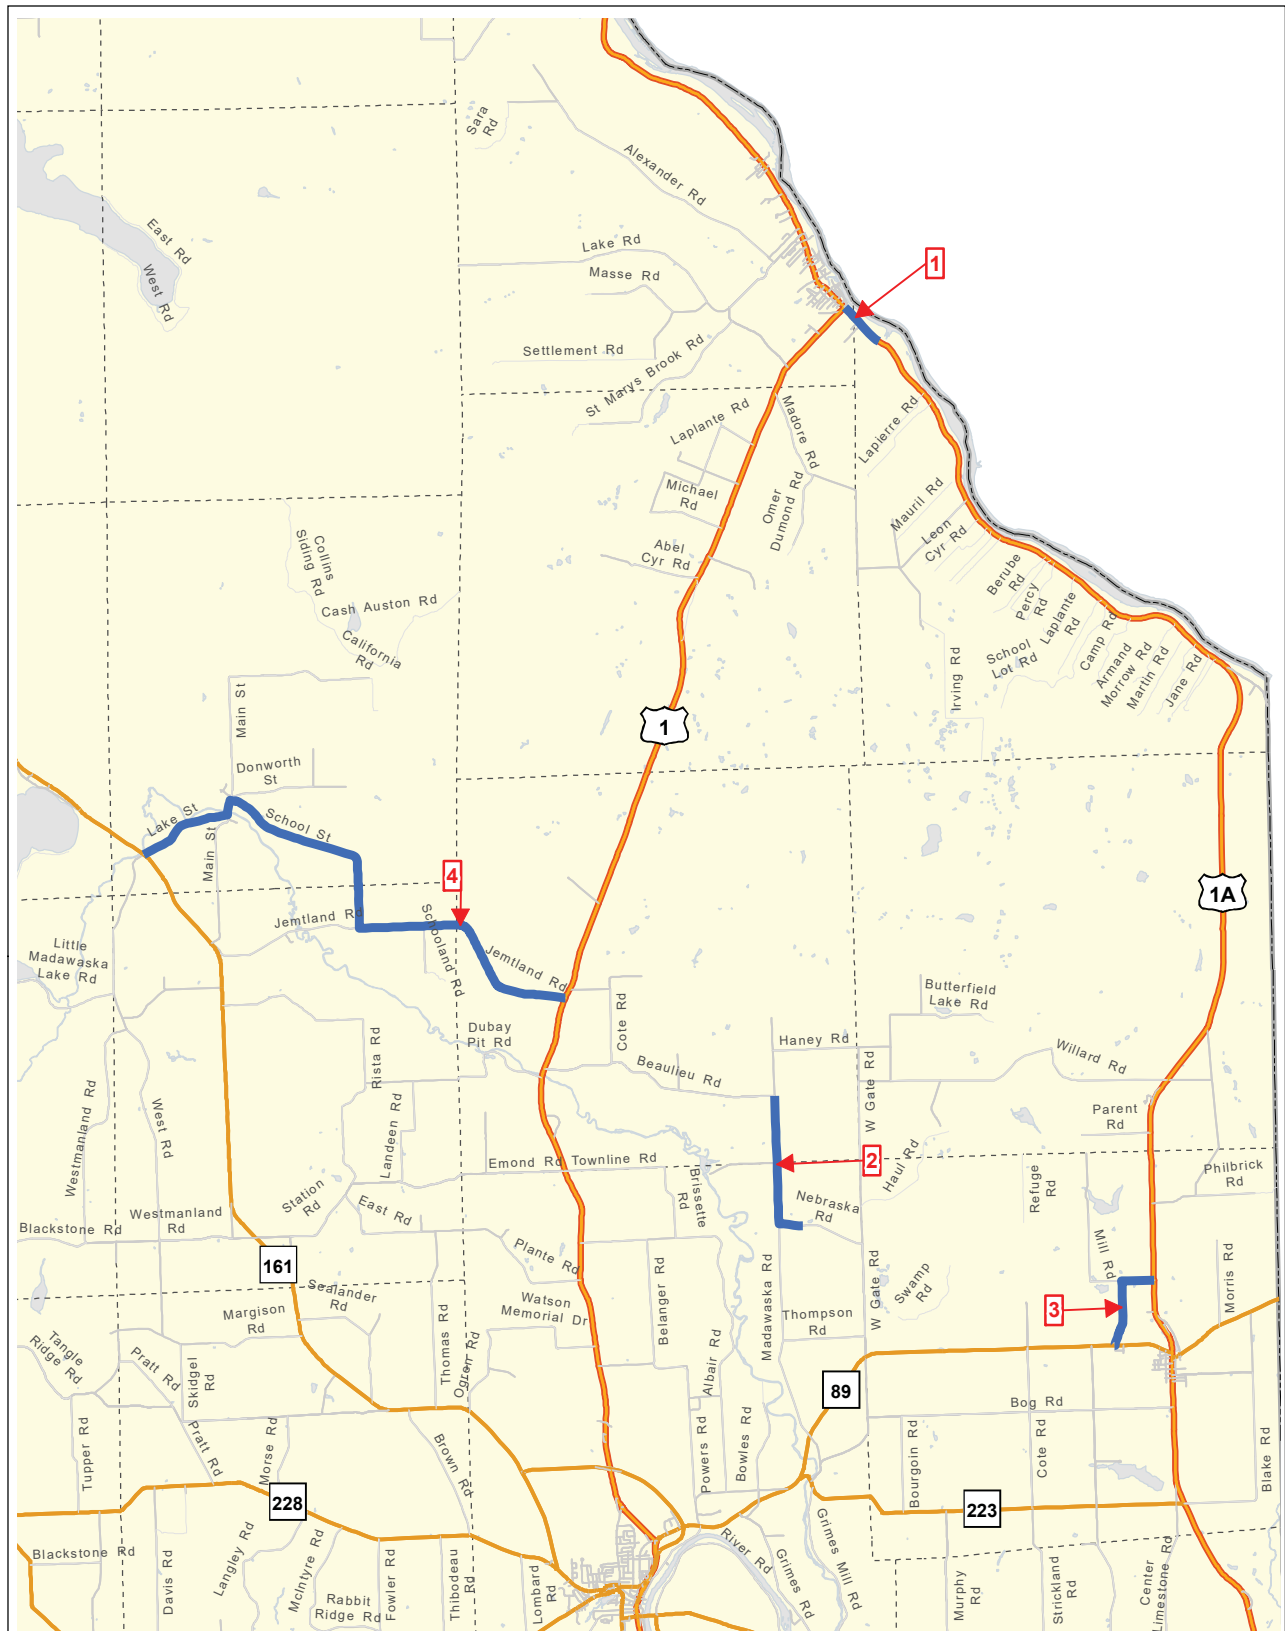 Sara
Rd
Alexander Rd
East Rd
West Rd
Lake Rd
Masse Rd
1
Settlement Rd
St Marys Brook Rd
Laplante Rd
Madore Rd
Lapierre Rd
Michael
Rd
Omer
Dumond Rd
Mauril Rd
Leon
Cyr Rd
Abel
Cyr Rd
Collins
Siding Rd
Berube
Rd
Percy
Rd
Laplante
Rd
Cash Auston Rd
California
Rd
School
Lot Rd
Camp Rd
Armand
Morrow Rd
Martin Rd
Jane Rd
Irving Rd
Main St
1
Donworth
St
Lake St
School St
Main St
4
1A
Jemtland Rd
Schooland Rd
Jemtland Rd
Little
Madawaska
Lake Rd
Butterfield
Lake Rd
Dubay
Pit Rd
Cote Rd
Haney Rd
Willard Rd
Rista Rd
Beaulieu Rd
W Gate Rd
Westmanland Rd
West Rd
Landeen Rd
Parent
Rd
Emond Rd Townline Rd
2
Haul Rd
Refuge
Rd
Philbrick
Rd
Station
Rd
East Rd
Brissette
Rd
Nebraska
Rd
Blackstone Rd
Westmanland
Rd
161
Plante Rd
Mill Rd
Belanger Rd
Madawaska Rd
W Gate Rd
Swamp
Rd
Morris Rd
Sealander
Rd
Watson
Memorial Dr
Thompson
Rd
3
Margison
Rd
Tangle
Ridge Rd
Pratt Rd
Skidgel
Rd
Thomas Rd
Ogren Rd
Albair Rd
89
Bog Rd
Tupper Rd
Pratt Rd
Morse Rd
Brown Rd
Powers Rd
Bowles Rd
Bourgoin Rd
Cote Rd
Blake Rd
228
223
Blackstone Rd
Davis Rd
Langley Rd
McIntyre Rd
Rabbit
Ridge Rd
Fowler Rd
Thibodeau
Rd
Lombard
Rd
River Rd
Grimes Rd
Grimes Mill Rd
Murphy
Rd
Strickland
Rd
Center
Limestone Rd